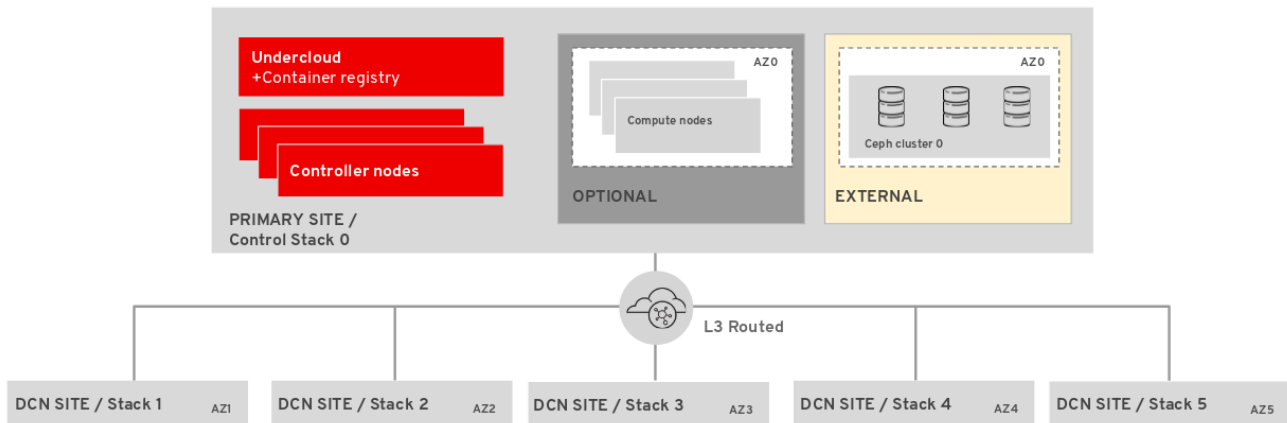 Undercloud
+Container registry
Controller nodes
PRIMARY SITE /
Control Stack 0
AZ0
Compute nodes
OPTIONAL
AZ0
Ceph cluster 0
EXTERNAL
L3 Routed
DCN SITE / Stack 1 AZ1
DCN SITE / Stack 2 AZ2
DCN SITE / Stack 3 AZ3
DCN SITE / Stack 4 AZ4
DCN SITE / Stack 5 AZ5